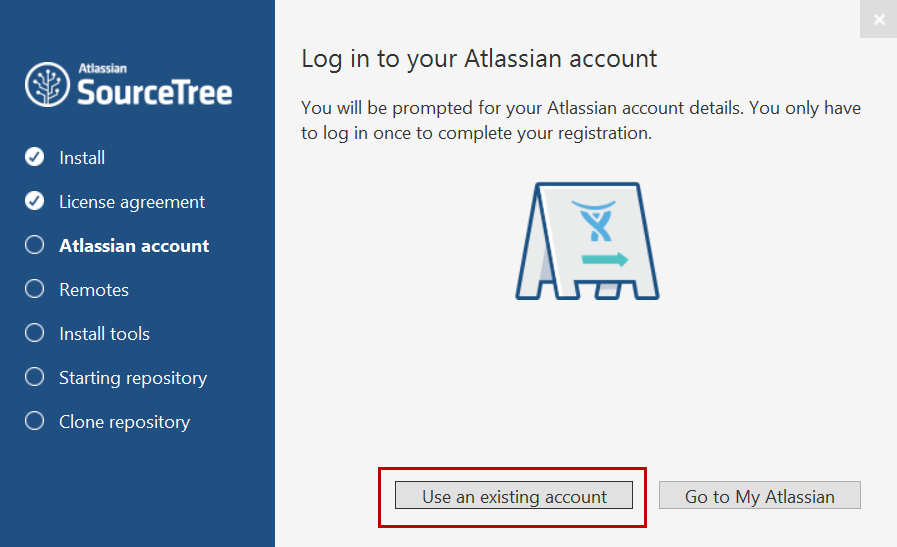 Atlassian
SourceTree
Install
License agreement
Atlassian account
Remotes
Install tools
Starting repository
Clone repository
Log in to your Atlassian account
You will be prompted for your Atlassian account details. You only have
to log in once to complete your registration.
Use an existing account
Go to My Atlassian